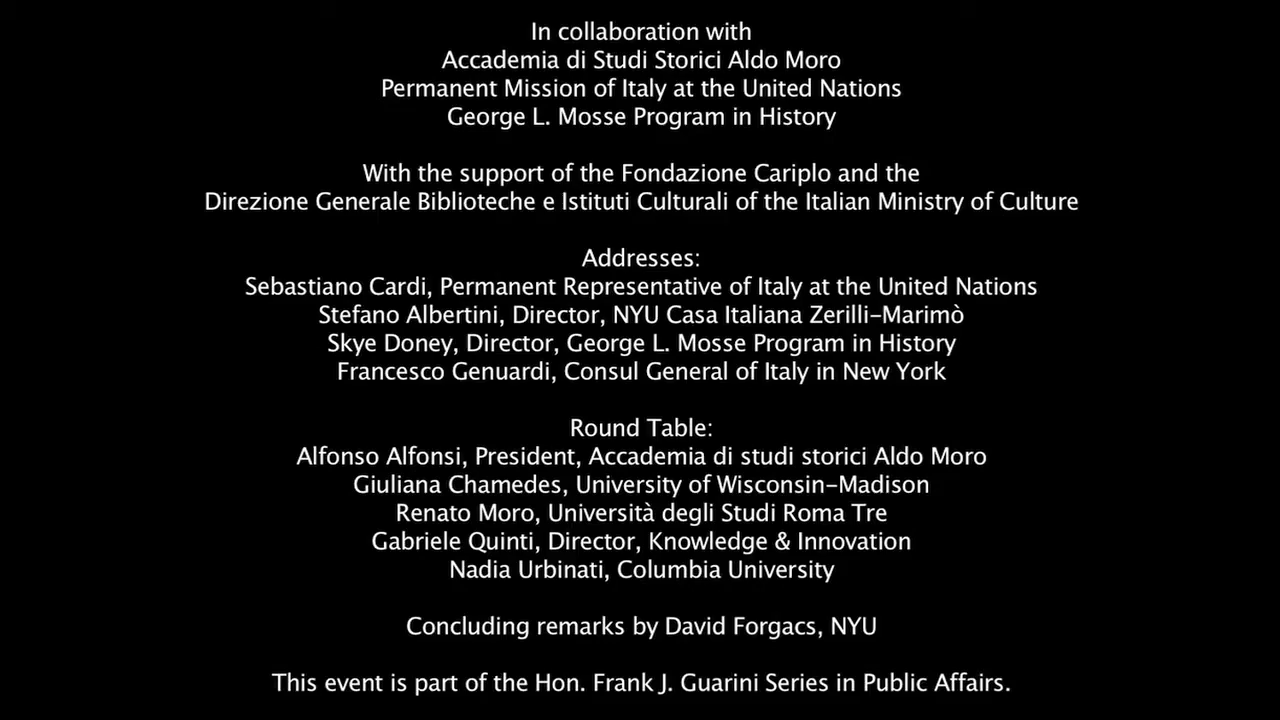 In collaboration with
Accademia di Studi Storici Aldo Moro
Permanent Mission of Italy at the United Nations
George L. Mosse Program in History
With the support of the Fondazione Cariplo and the
Direzione Generale Biblioteche e Istituti Culturali of the Italian Ministry of Culture
Addresses:
Sebastiano Cardi, Permanent Representative of Italy at the United Nations
Stefano Albertini, Director, NYU Casa Italiana Zerilli-Marimò
Skye Doney, Director, George L. Mosse Program in History
Francesco Genuardi, Consul General of Italy in New York
Round Table:
Alfonso Alfonsi, President, Accademia di studi storici Aldo Moro
Giuliana Chamedes, University of Wisconsin-Madison
Renato Moro, Università degli Studi Roma Tre
Gabriele Quinti, Director, Knowledge & Innovation
Nadia Urbinati, Columbia University
Concluding remarks by David Forgacs, NYU
This event is part of the Hon. Frank J. Guarini Series in Public Affairs.